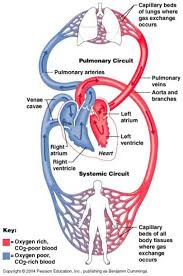 Capillary beds
of lungs where gas
exchange occurs
Pulmonary Circuit
Pulmonary arteries
Pulmonary
veins
Aorta and
branches
Venae
cavae
Left
atrium
Left
ventricle
Right
atrium
Heart
Right
ventricle
Systemic Circuit
Key:
= Oxygen rich,
CO2-poor blood
= Oxygen poor,
CO2-rich blood
Capillary
beds of all
body tissues
where gas
exchange
occurs
Copyright © 2004 Pearson Education, Inc., publishing as Benjamin Cummings